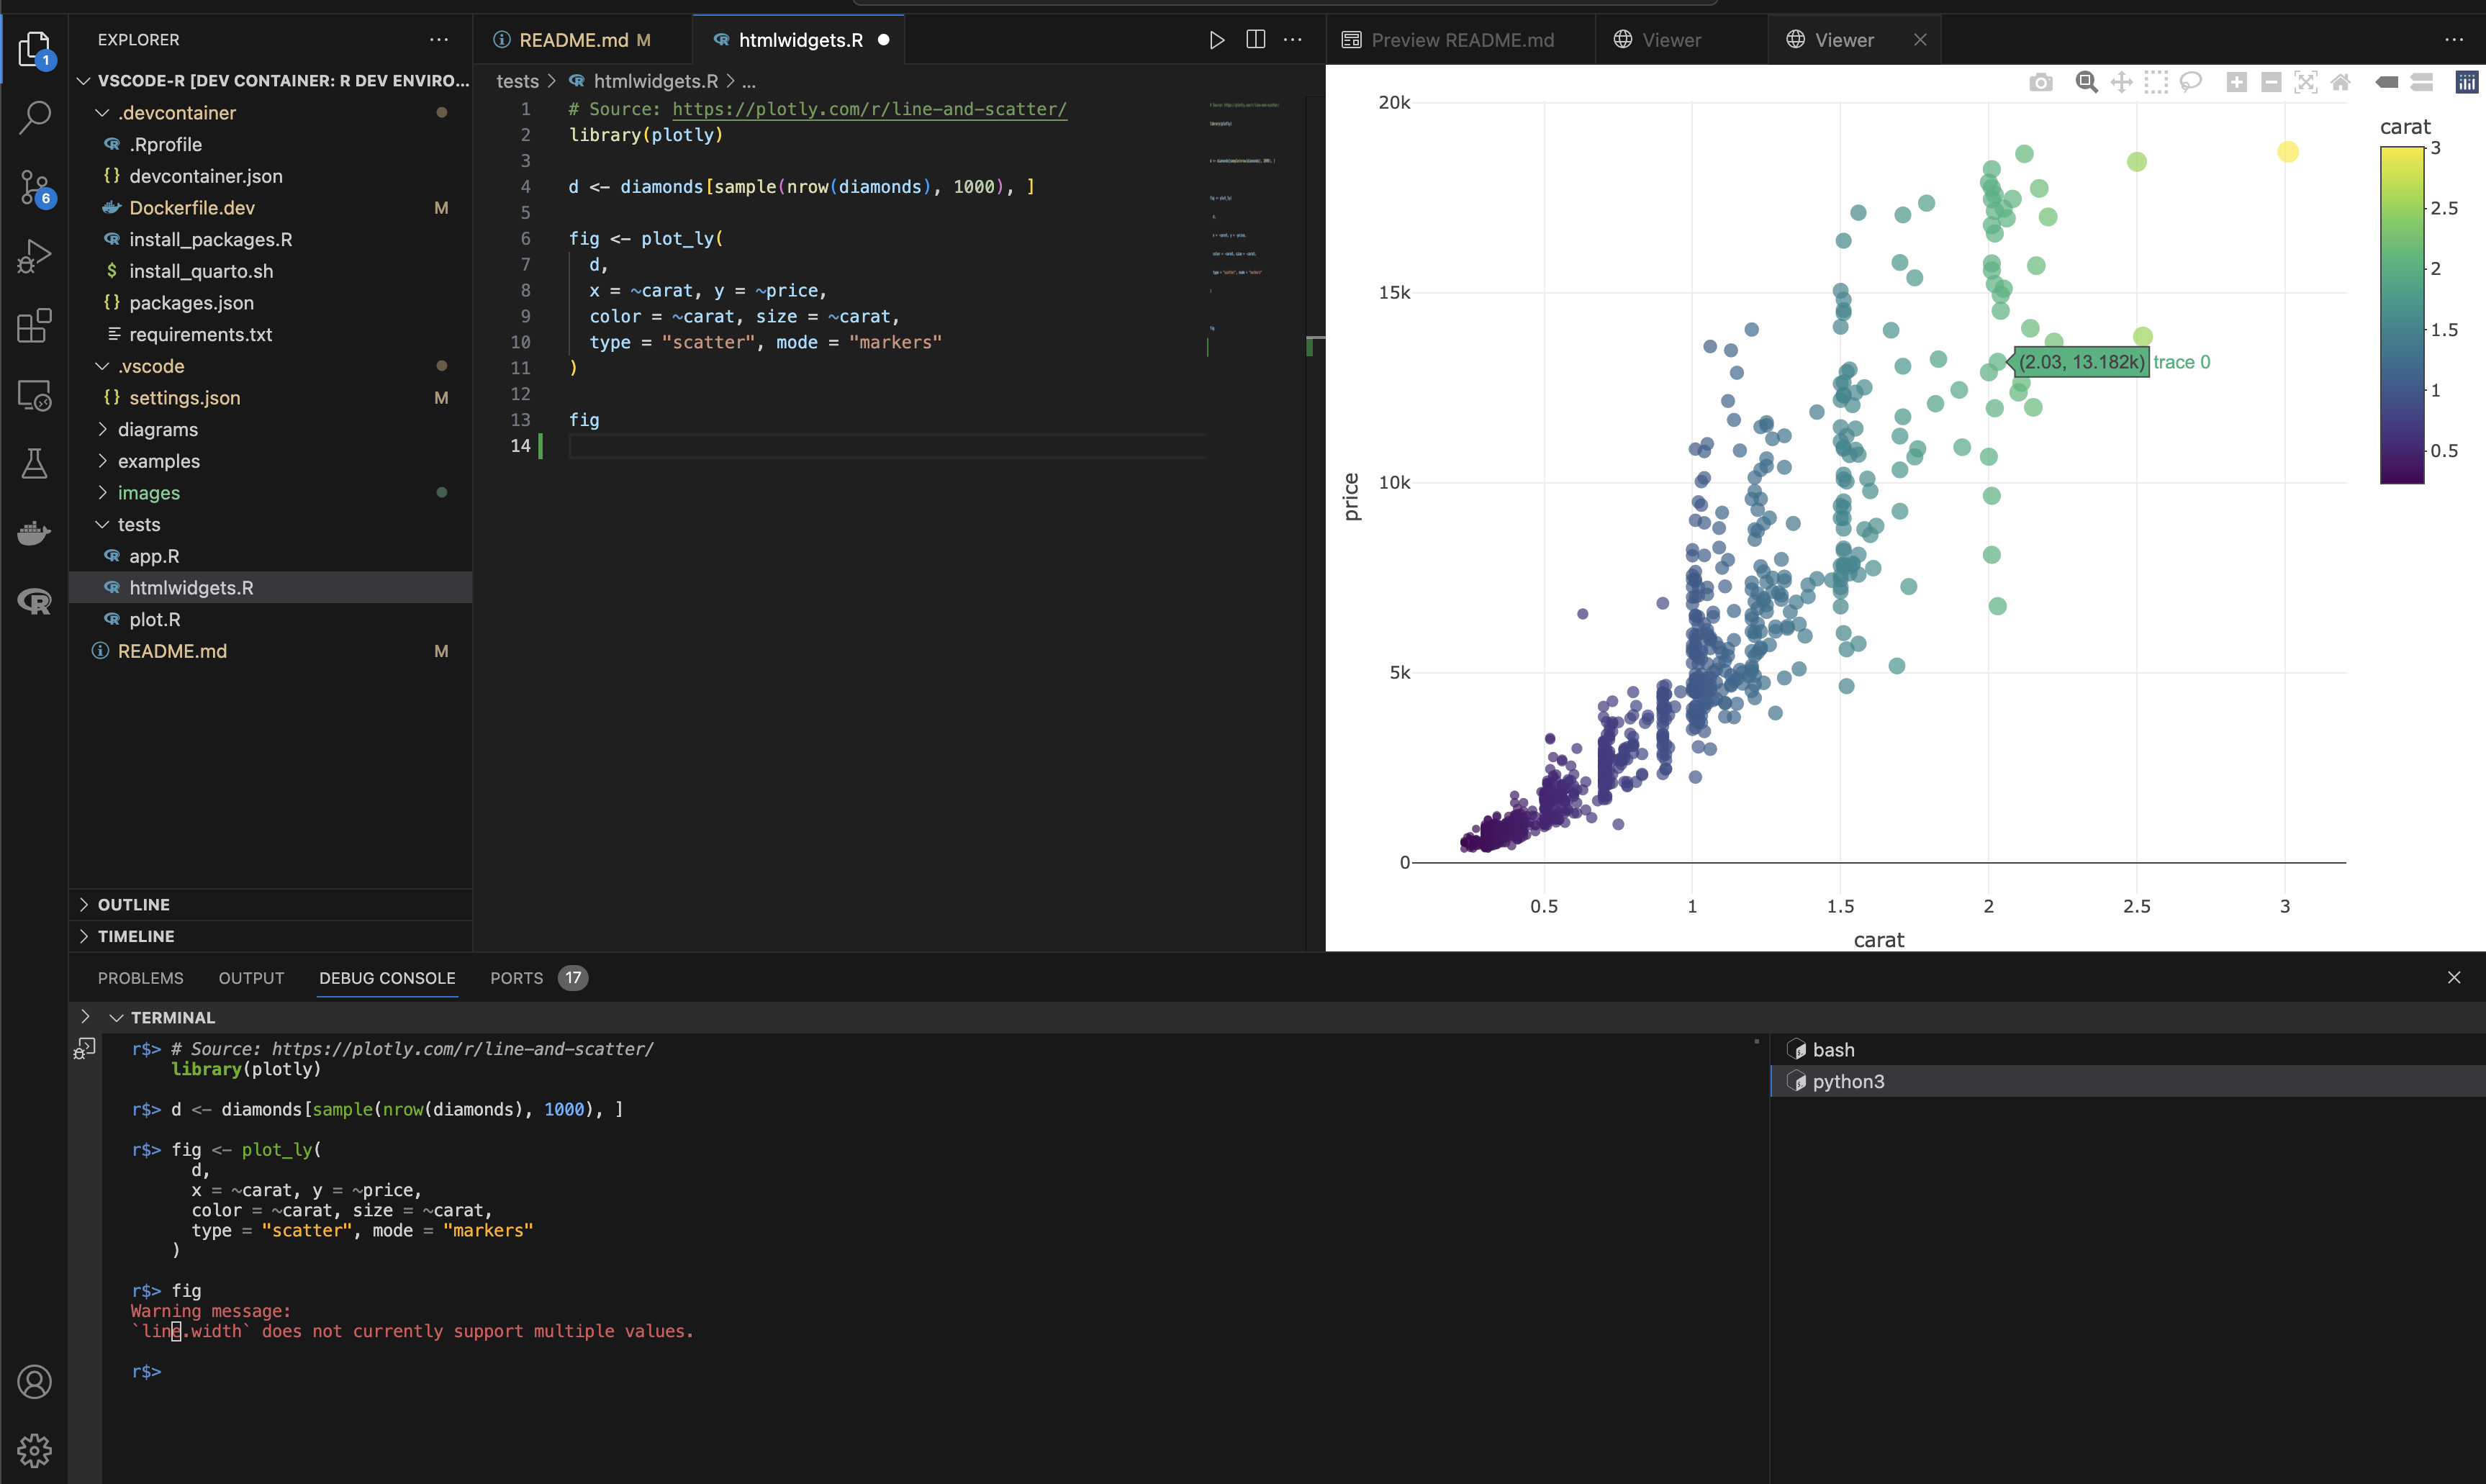 EXPLORER
VSCODE-R [DEV CONTAINER: R DEV ENVIRO...
.devcontainer
.Rprofile
devcontainer.json
Dockerfile.dev M
install_packages.R
install_quarto.sh
packages.json
requirements.txt
.vscode
settings.json M
diagrams
examples
images
tests
app.R
htmlwidgets.R
plot.R
README.md M
OUTLINE
TIMELINE
1
6
README.md M
htmlwidgets.R
tests > htmlwidgets.R > ...
1 # Source: https://plotly.com/r/line-and-scatter/
2 library(plotly)
3
4 d <- diamonds[sample(nrow(diamonds), 1000), ]
5
6 fig <- plot_ly(
7 d,
8 x = ~carat, y = ~price,
9 color = ~carat, size = ~carat,
10 type = "scatter", mode = "markers"
11 )
12
13 fig
14
Preview README.md
Viewer
Viewer
20k
15k
10k
5k
0
price
0.5 1 1.5 2 2.5 3
carat
(2.03, 13.182k) trace 0
carat
3
2.5
2
1.5
1
0.5
PROBLEMS OUTPUT DEBUG CONSOLE PORTS 17
TERMINAL
r$> # Source: https://plotly.com/r/line-and-scatter/
library(plotly)
r$> d <- diamonds[sample(nrow(diamonds), 1000), ]
r$> fig <- plot_ly(
d,
x = ~carat, y = ~price,
color = ~carat, size = ~carat,
type = "scatter", mode = "markers"
)
r$> fig
Warning message:
`line.width` does not currently support multiple values.
r$>
bash
python3